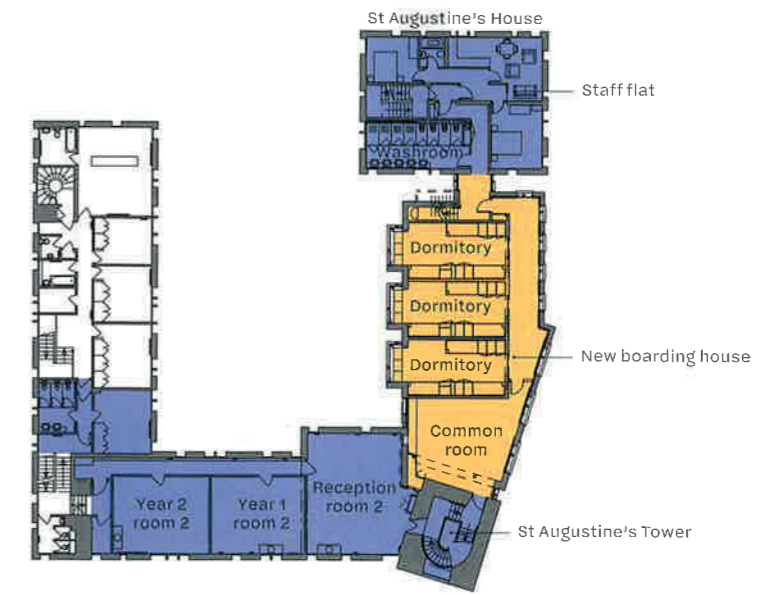 St Augustine's House
Staff flat
Washroom
Dormitory
Dormitory
New boarding house
Dormitory
Common
room
Reception
room 2
Year 2
room 2
Year 1
room 2
St Augustine's Tower